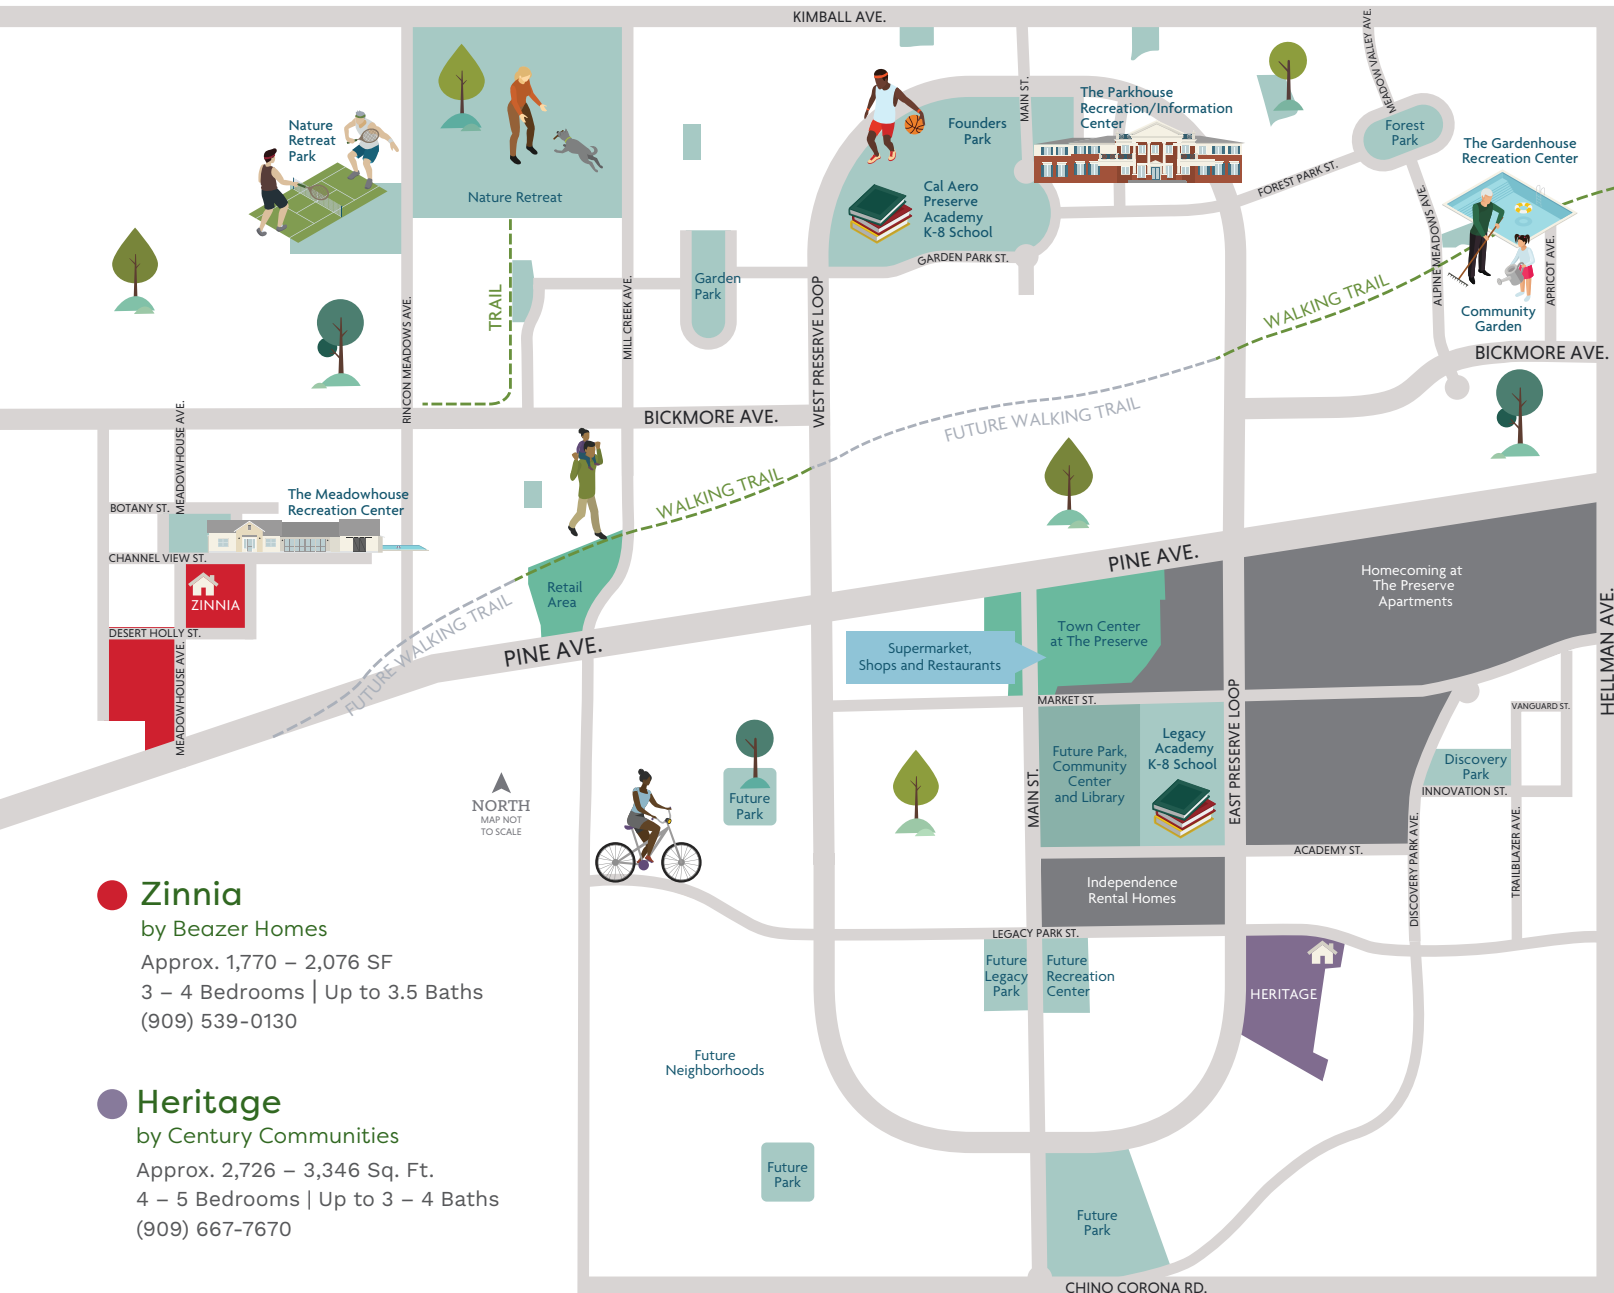 KIMBALL AVE.
MEADOW VALLEY AVE.
MAIN ST.
Nature
Retreat
Park
Nature Retreat
Founders
Park
The Parkhouse
Recreation/Information
Center
Forest
Park
The Gardenhouse
Recreation Center
FOREST PARK ST.
Cal Aero
Preserve
Academy
K-8 School
GARDEN PARK ST.
ALPINE MEADOWS AVE.
APRICOT AVE.
Community
Garden
Garden
Park
TRAIL
RINCON MEADOWS AVE.
MILL CREEK AVE.
WEST PRESERVE LOOP
WALKING TRAIL
BICKMORE AVE.
BICKMORE AVE.
FUTURE WALKING TRAIL
MEADOWHOUSE AVE.
WALKING TRAIL
The Meadowhouse
Recreation Center
BOTANY ST.
CHANNEL VIEW ST.
ZINNIA
DESERT HOLLY ST.
MEADOWHOUSE AVE.
FUTURE WALKING TRAIL
Retail
Area
PINE AVE.
PINE AVE.
Homecoming at
The Preserve
Apartments
HELLMAN AVE.
Town Center
at The Preserve
Supermarket,
Shops and Restaurants
MARKET ST.
EAST PRESERVE LOOP
VANGUARD ST.
MAIN ST.
Future Park,
Community
Center
and Library
Legacy
Academy
K-8 School
Discovery
Park
INNOVATION ST.
DISCOVERY PARK AVE.
TRAILBLAZER AVE.
ACADEMY ST.
NORTH
MAP NOT
TO SCALE
Future
Park
Independence
Rental Homes
LEGACY PARK ST.
Future
Legacy
Park
Future
Recreation
Center
HERITAGE
Future
Neighborhoods
Future
Park
Future
Park
CHINO CORONA RD.
Zinnia
by Beazer Homes
Approx. 1,770 – 2,076 SF
3 – 4 Bedrooms | Up to 3.5 Baths
(909) 539-0130
Heritage
by Century Communities
Approx. 2,726 – 3,346 Sq. Ft.
4 – 5 Bedrooms | Up to 3 – 4 Baths
(909) 667-7670